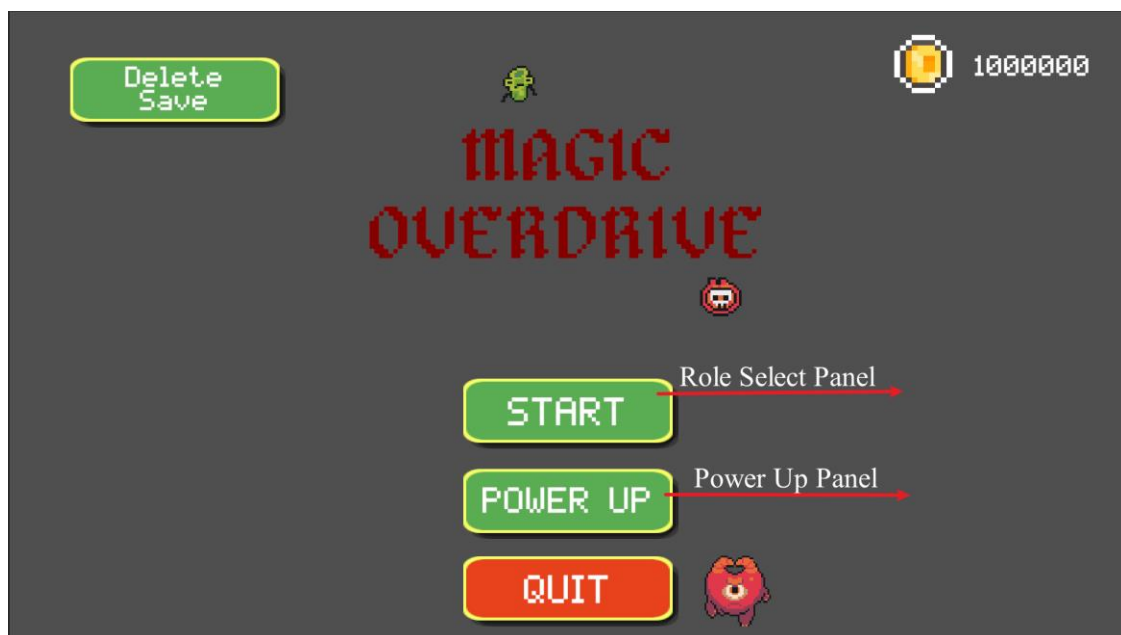 Delete
Save
1000000
MAGIC
OVERDRIVE
Role Select Panel
START
Power Up Panel
POWER UP
QUIT